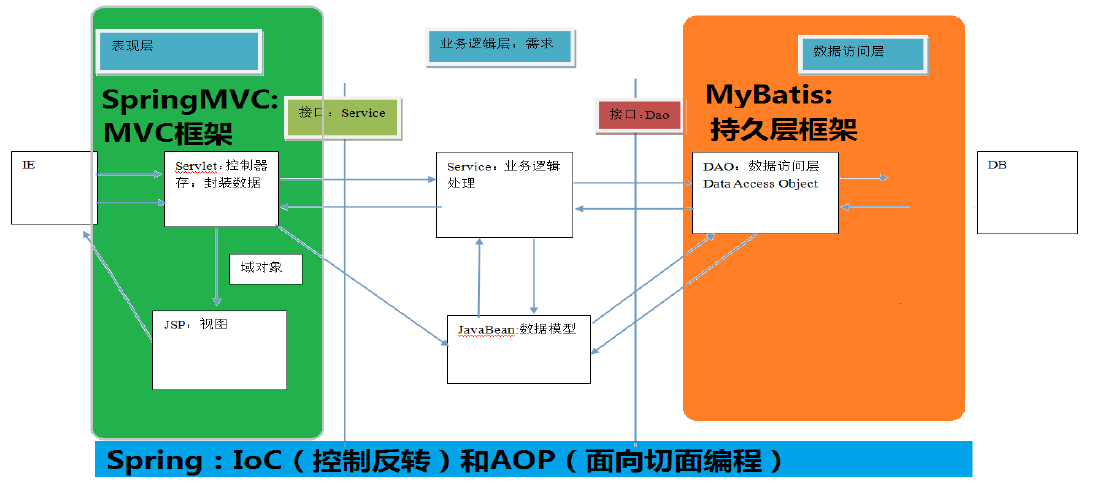 表现层
业务逻辑层：需求
数据访问层
SpringMVC:
MVC框架
接口：Service
接口:Dao
MyBatis:
持久层框架
IE
Servlet:控制器
存：封装数据
Service：业务逻辑
处理
DAO：数据访问层
Data Access Object
DB
域对象
JSP：视图
JavaBean:数据模型
Spring：IoC（控制反转）和AOP（面向切面编程）